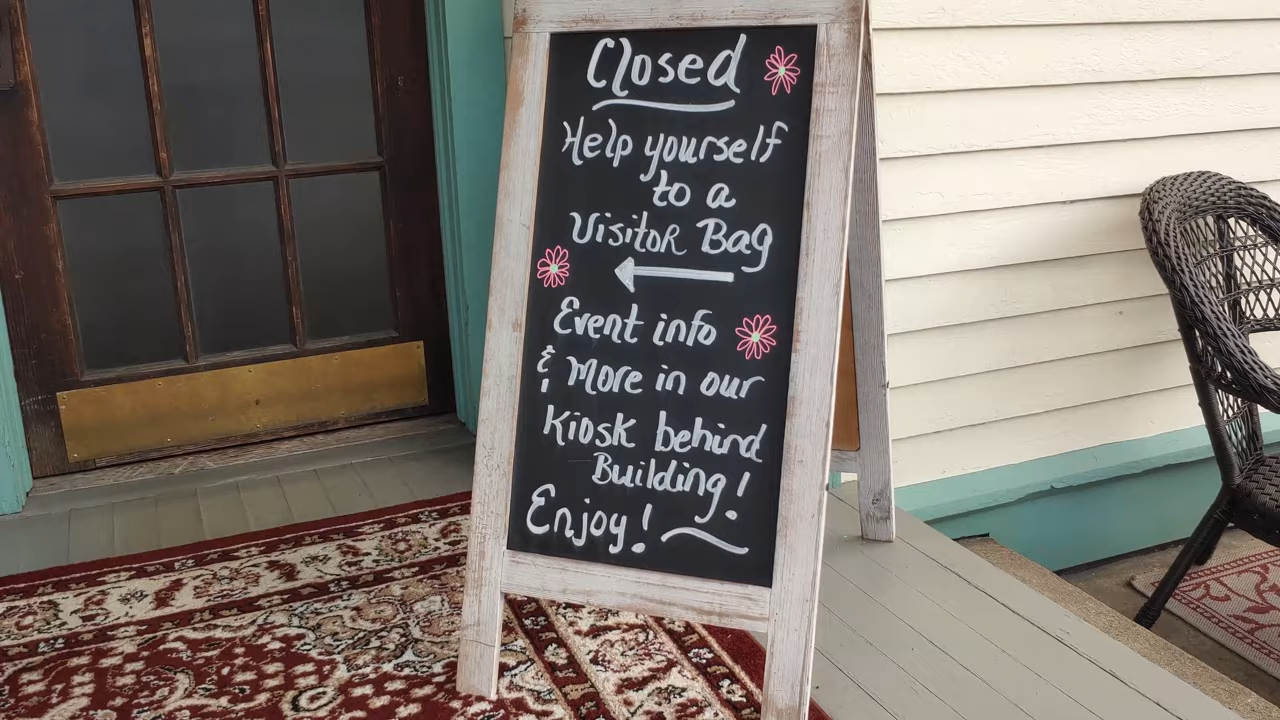 Closed
Help yourself
to a
Visitor Bag
Event info
& More in our
Kiosk behind
Building!
Enjoy!